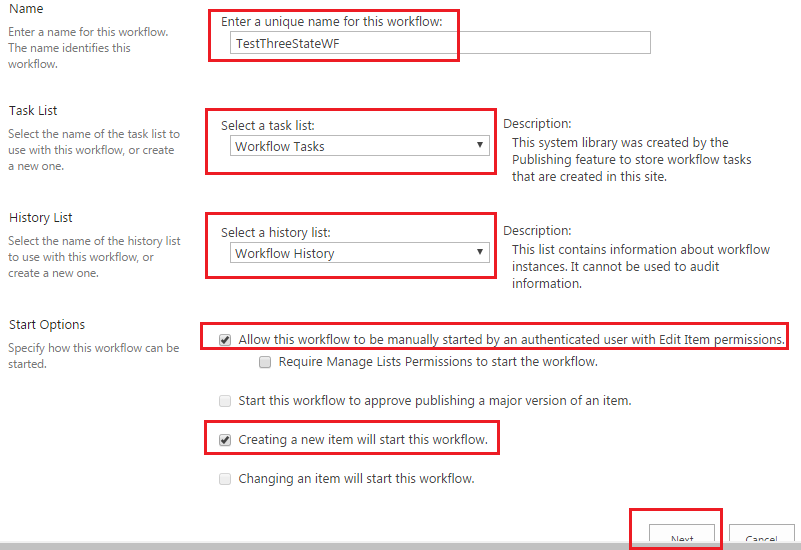 Name
Enter a name for this workflow.
The name identifies this
workflow.
Enter a unique name for this workflow:
TestThreeStateWF
Task List
Select the name of the task list to
use with this workflow, or create
a new one.
Select a task list:
Workflow Tasks
Description:
This system library was created by the
Publishing feature to store workflow tasks
that are created in this site.
History List
Select the name of the history list
to use with this workflow, or
create a new one.
Select a history list:
Workflow History
Description:
This list contains information about workflow
instances. It cannot be used to audit
information.
Start Options
Specify how this workflow can be
started.
Allow this workflow to be manually started by an authenticated user with Edit Item permissions.
Require Manage Lists Permissions to start the workflow.
Start this workflow to approve publishing a major version of an item.
Creating a new item will start this workflow.
Changing an item will start this workflow.
Next
Cancel